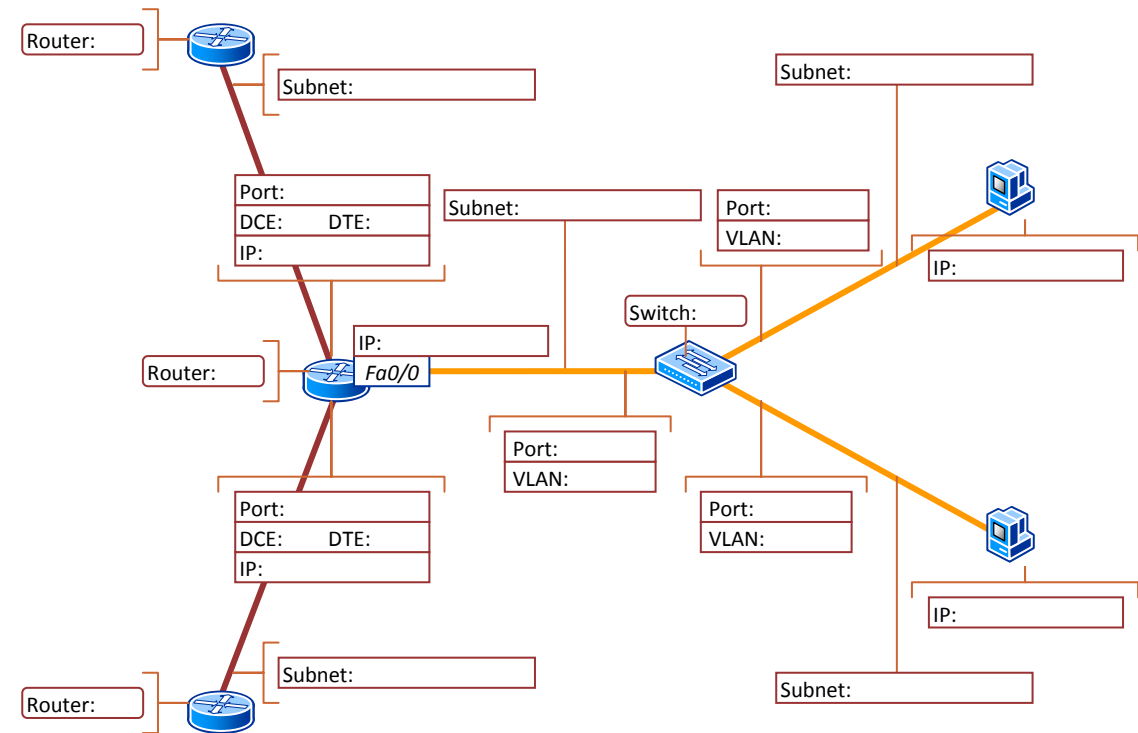 Router:
Subnet:
Subnet:
Port:
DCE: DTE:
IP:
Subnet:
Port:
VLAN:
IP:
Switch:
IP:
Router:
Fa0/0
Port:
VLAN:
Port:
DCE: DTE:
IP:
Port:
VLAN:
IP:
Subnet:
Subnet:
Router: